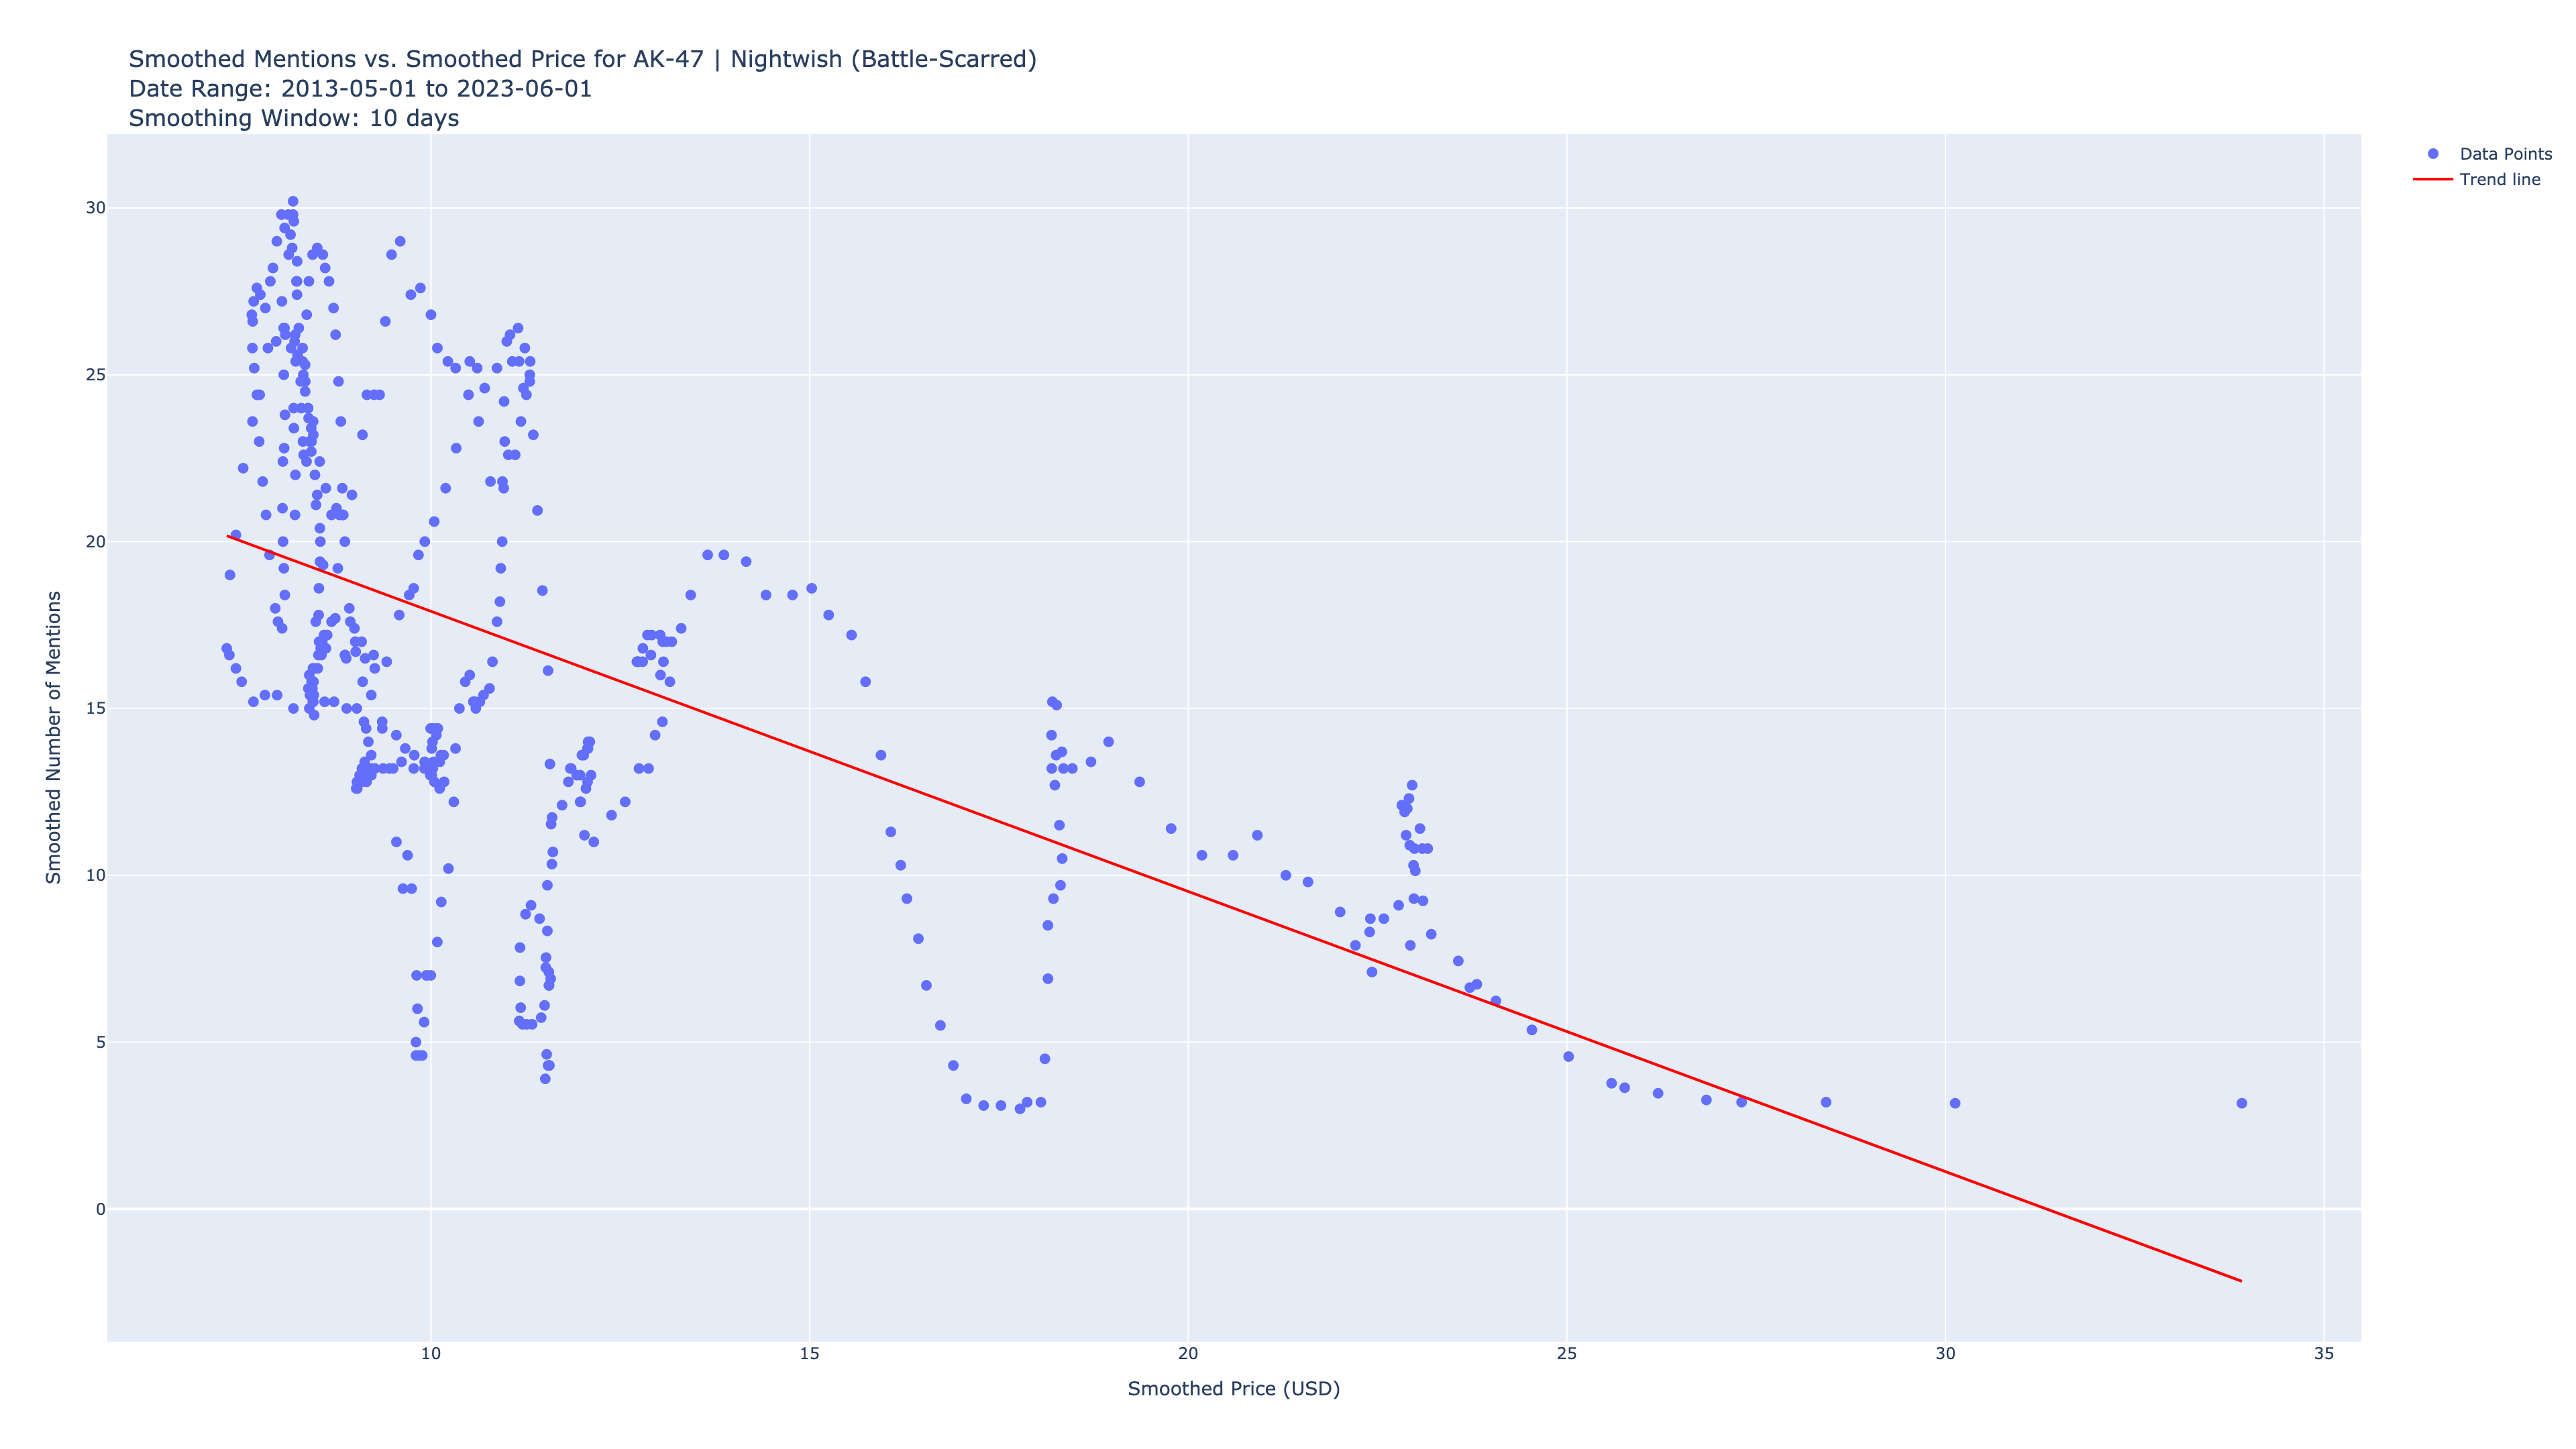 Smoothed Mentions vs. Smoothed Price for AK-47 | Nightwish (Battle-Scarred)
Date Range: 2013-05-01 to 2023-06-01
Smoothing Window: 10 days
Data Points
Trend line
30
25
20
15
10
5
0
Smoothed Number of Mentions
10
15
20
25
30
35
Smoothed Price (USD)